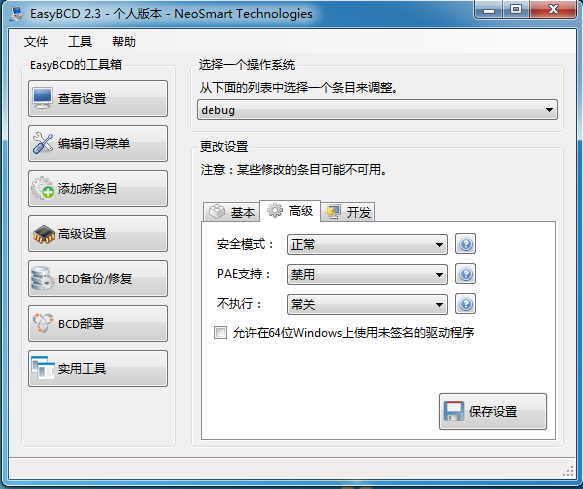 EasyBCD 2.3 - 个人版本 - NeoSmart Technologies
文件 工具 帮助
EasyBCD的工具箱
查看设置
编辑引导菜单
添加新条目
高级设置
BCD备份/修复
BCD部署
实用工具
选择一个操作系统
从下面的列表中选择一个条目来调整。
debug
更改设置
注意：某些修改的条目可能不可用。
基本 高级 开发
安全模式： 正常
PAE支持： 禁用
不执行： 常关
允许在64位Windows上使用未签名的驱动程序
保存设置